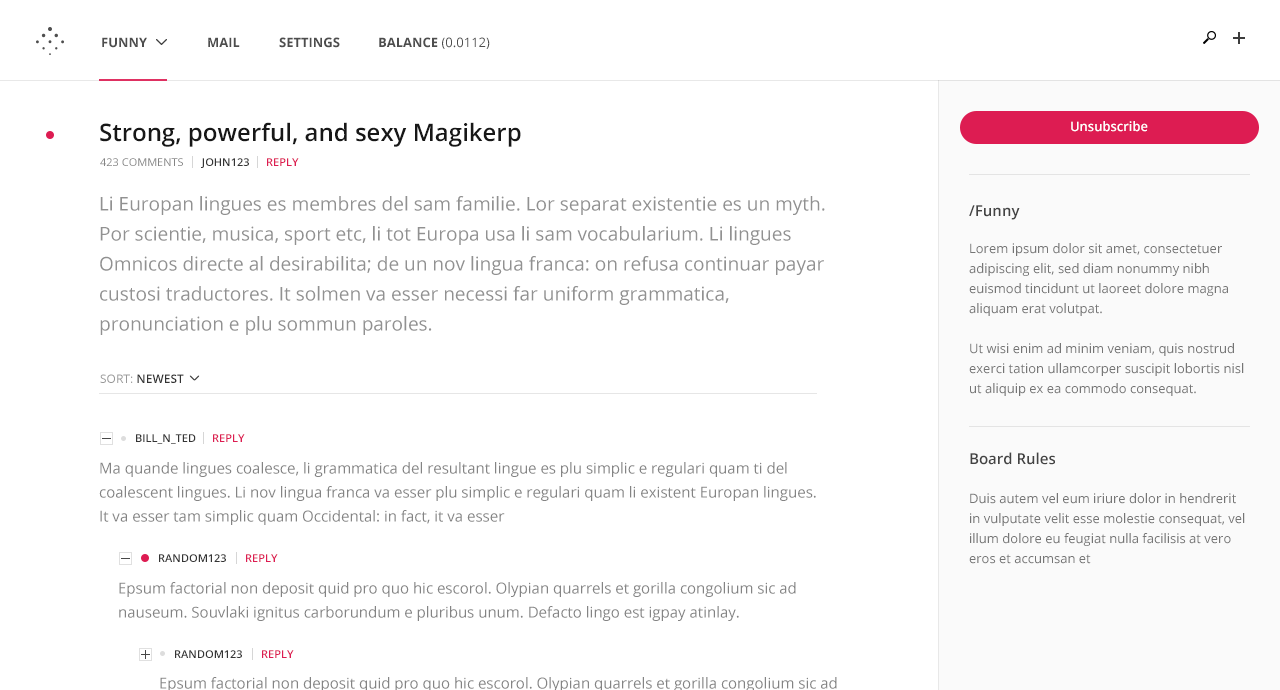 FUNNY MAIL SETTINGS BALANCE (0.0112)
Strong, powerful, and sexy Magikerp
423 COMMENTS JOHN123 REPLY
Li Europan lingues es membres del sam familie. Lor separat existentie es un myth.
Por scientie, musica, sport etc, li tot Europa usa li sam vocabularium. Li lingues
Omnicos directe al desirabilita; de un nov lingua franca: on refusa continuar payar
custosi traductores. It solmen va esser necessi far uniform grammatica,
pronunciation e plu sommun paroles.
SORT: NEWEST
BILL_N_TED REPLY
Ma quande lingues coalesce, li grammatica del resultant lingue es plu simplic e regulari quam ti del
coalescent lingues. Li nov lingua franca va esser plu simplic e regulari quam li existent Europan lingues.
It va esser tam simplic quam Occidental: in fact, it va esser
RANDOM123 REPLY
Epsum factorial non deposit quid pro quo hic escorol. Olypian quarrels et gorilla congolium sic ad
nauseum. Souvlaki ignitus carborundum e pluribus unum. Defacto lingo est igpay atinlay.
RANDOM123 REPLY
Epsum factorial non deposit quid pro quo hic escorol. Olypian quarrels et gorilla congolium sic ad
Unsubscribe
/Funny
Lorem ipsum dolor sit amet, consectetuer
adipiscing elit, sed diam nonummy nibh
euismod tincidunt ut laoreet dolore magna
aliquam erat volutpat.
Ut wisi enim ad minim veniam, quis nostrud
exerci tation ullamcorper suscipit lobortis nisl
ut aliquip ex ea commodo consequat.
Board Rules
Duis autem vel eum iriure dolor in hendrerit
in vulputate velit esse molestie consequat, vel
illum dolore eu feugiat nulla facilisis at vero
eros et accumsan et